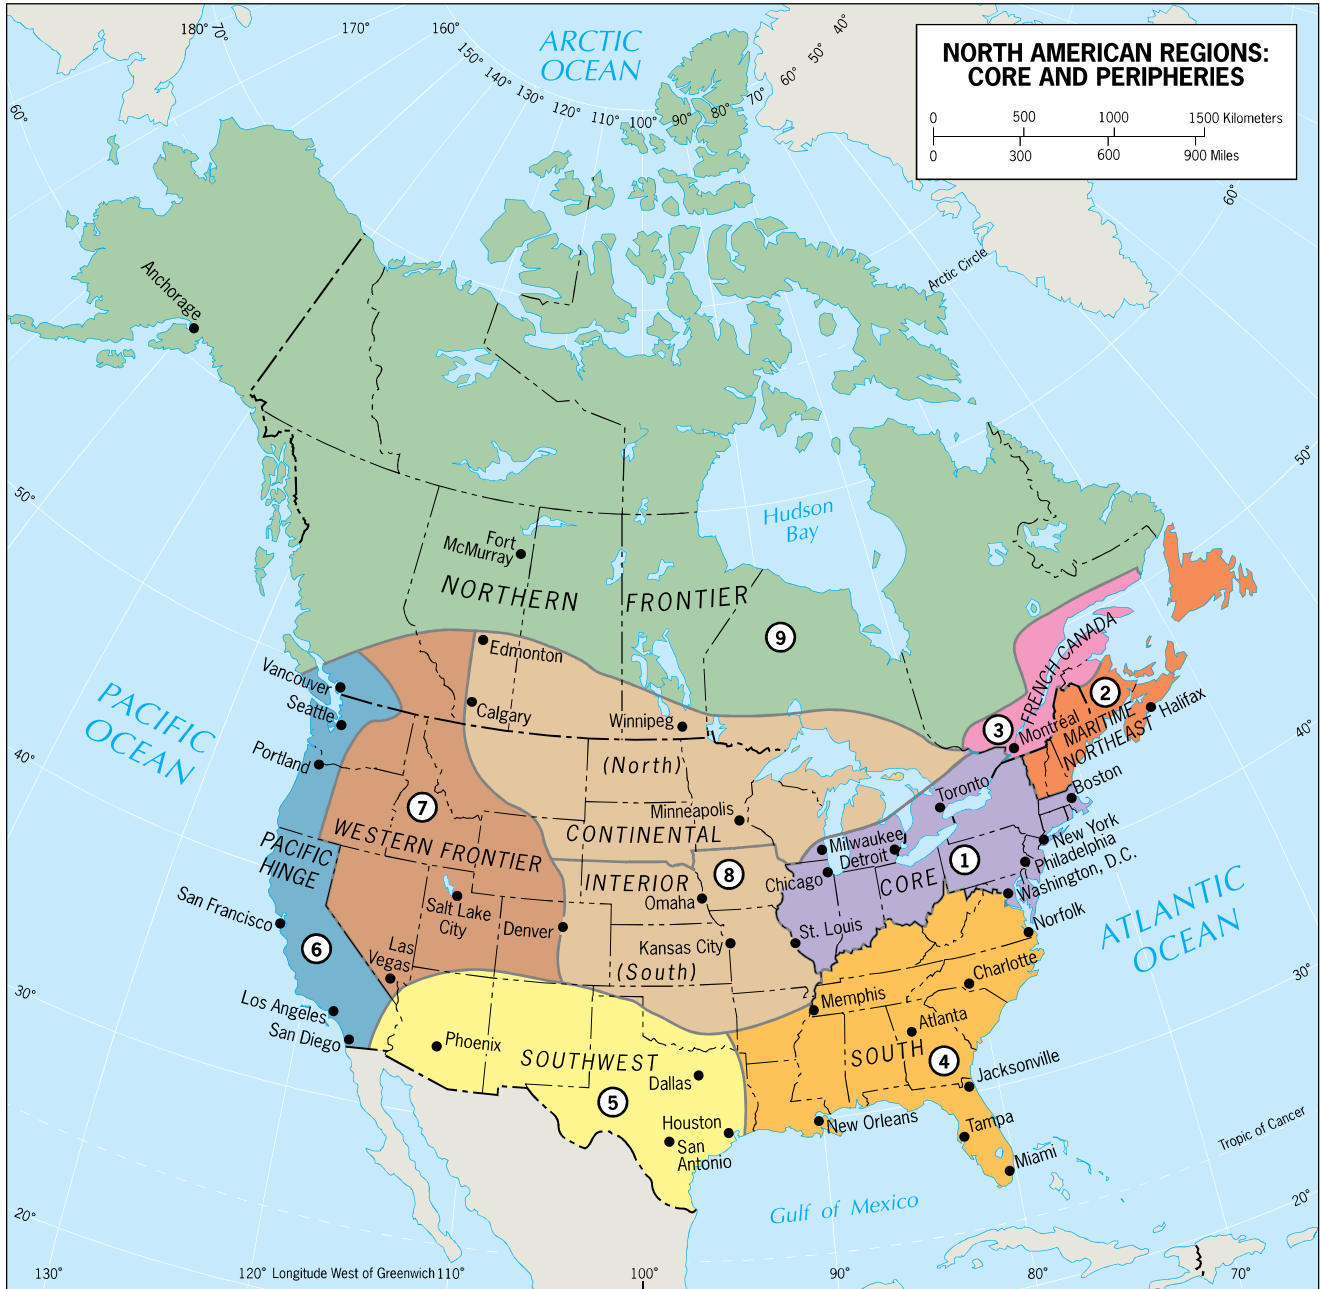 NORTH AMERICAN REGIONS:
CORE AND PERIPHERIES
0 500 1000 1500 Kilometers
0 300 600 900 Miles
180° 70° 170° 160° 150° 140° 130° 120° 110° 100° 90° 80° 70° 60° 50° 40°
ARCTIC
OCEAN
60°
60°
Arctic Circle
Anchorage
50°
50°
Hudson
Bay
Fort
McMurray
NORTHERN FRONTIER
9
Edmonton
FRENCH CANADA
Vancouver
Calgary
Winnipeg
Seattle
2
3
Montréal
MARITIME
NORTHEAST
Halifax
PACIFIC
OCEAN
40°
40°
Portland
(North)
Toronto
Boston
7
Minneapolis
WESTERN FRONTIER
CONTINENTAL
Milwaukee
Detroit
New York
Philadelphia
Washington, D.C.
PACIFIC
HINGE
INTERIOR
8
Omaha
Chicago
CORE
1
San Francisco
Salt Lake
City
Denver
Kansas City
St. Louis
Norfolk
ATLANTIC
OCEAN
6
Las
Vegas
(South)
Charlotte
30°
30°
Los Angeles
Memphis
San Diego
Phoenix
SOUTHWEST
Atlanta
SOUTH
4
Dallas
Jacksonville
5
Houston
San
Antonio
New Orleans
Tampa
Miami
Tropic of Cancer
Gulf of Mexico
20°
20°
130° 120° Longitude West of Greenwich 110° 100° 90° 80° 70°